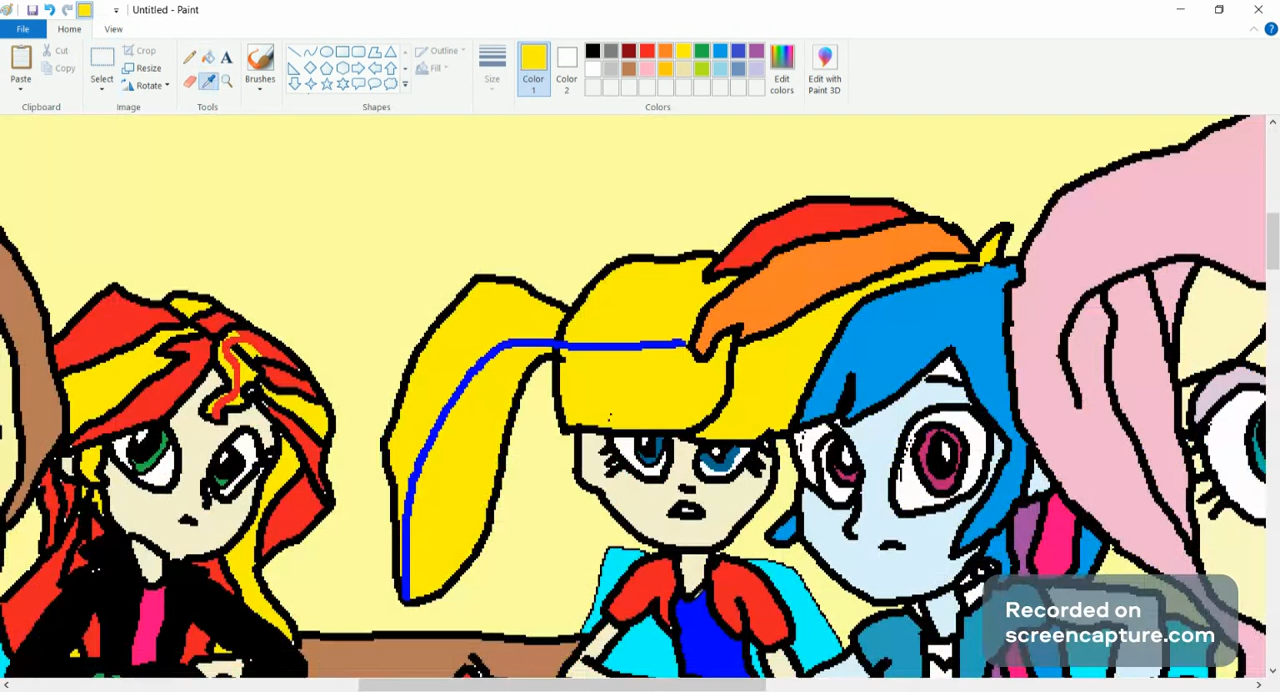 Untitled - Paint
File Home View
Paste
Cut
Copy
Clipboard
Select
Crop
Resize
Rotate
Image
A
Tools
Brushes
Outline
Fill
Shapes
Size
Color
1
Color
2
Edit
colors
Colors
Edit with
Paint 3D
Recorded on
screencapture.com